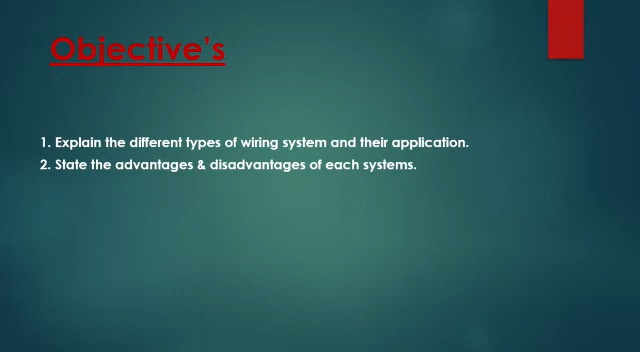 Objective's
1. Explain the different types of wiring system and their application.
2. State the advantages & disadvantages of each systems.